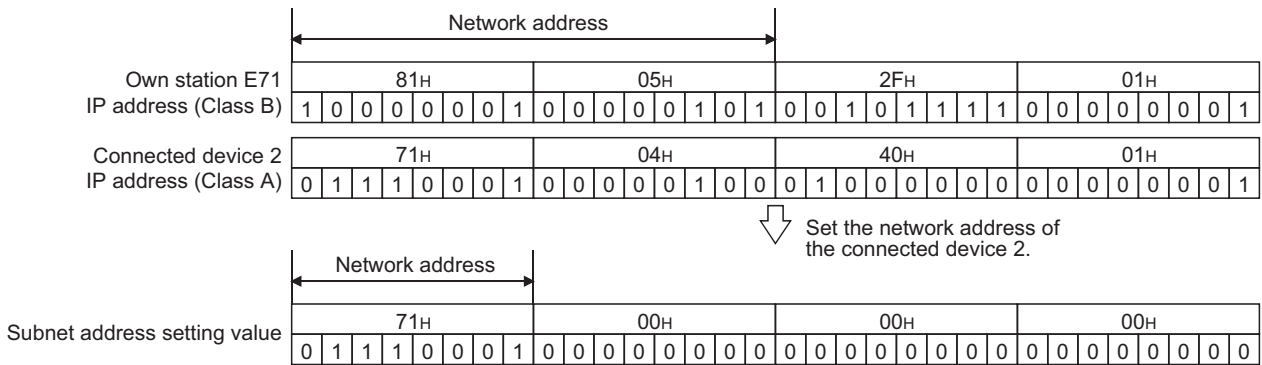 Network address
Own station E71
IP address (Class B)
81H 05H 2FH 01H
1 0 0 0 0 0 0 1 0 0 0 0 0 1 0 1 0 0 1 0 1 1 1 1 0 0 0 0 0 0 0 1
Connected device 2
IP address (Class A)
71H 04H 40H 01H
0 1 1 1 0 0 0 1 0 0 0 0 0 1 0 0 0 1 0 0 0 0 0 0 0 0 0 0 0 0 0 1
Set the network address of
the connected device 2.
Network address
Subnet address setting value
71H 00H 00H 00H
0 1 1 1 0 0 0 1 0 0 0 0 0 0 0 0 0 0 0 0 0 0 0 0 0 0 0 0 0 0 0 0